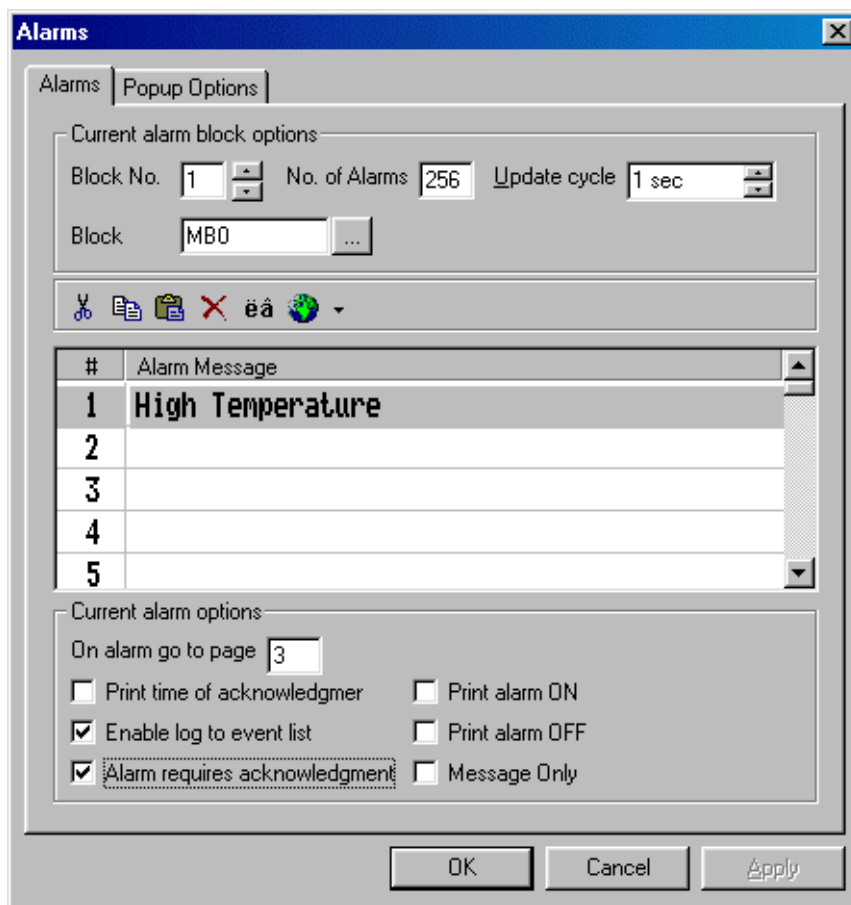 Alarms
Alarms Popup Options
Current alarm block options
Block No. 1 No. of Alarms 256 Update cycle 1 sec
Block MB0 ...
ëâ
# Alarm Message
1 High Temperature
2
3
4
5
Current alarm options
On alarm go to page 3
Print time of acknowledgmer Print alarm ON
Enable log to event list Print alarm OFF
Alarm requires acknowledgment Message Only
OK Cancel Apply